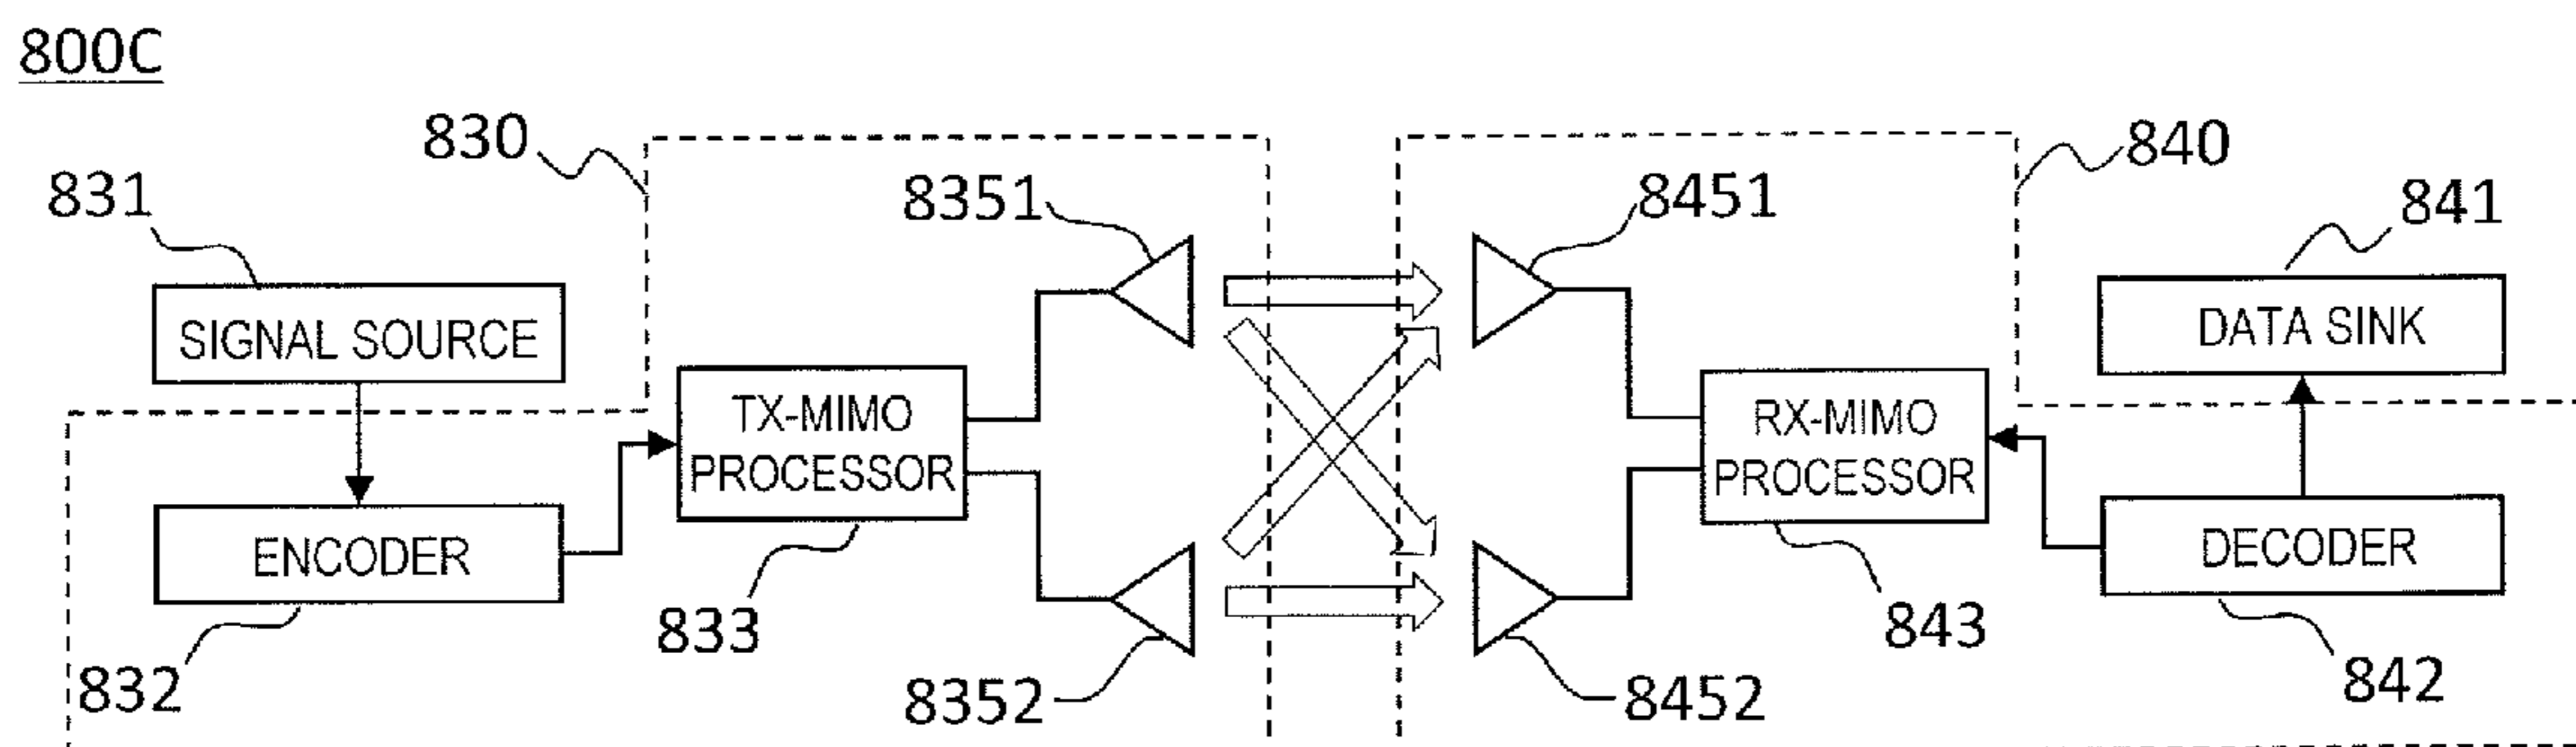 800C
830
840
831
8351
8451
841
SIGNAL SOURCE
DATA SINK
TX-MIMO
PROCESSOR
RX-MIMO
PROCESSOR
ENCODER
DECODER
832
833
8352
8452
843
842